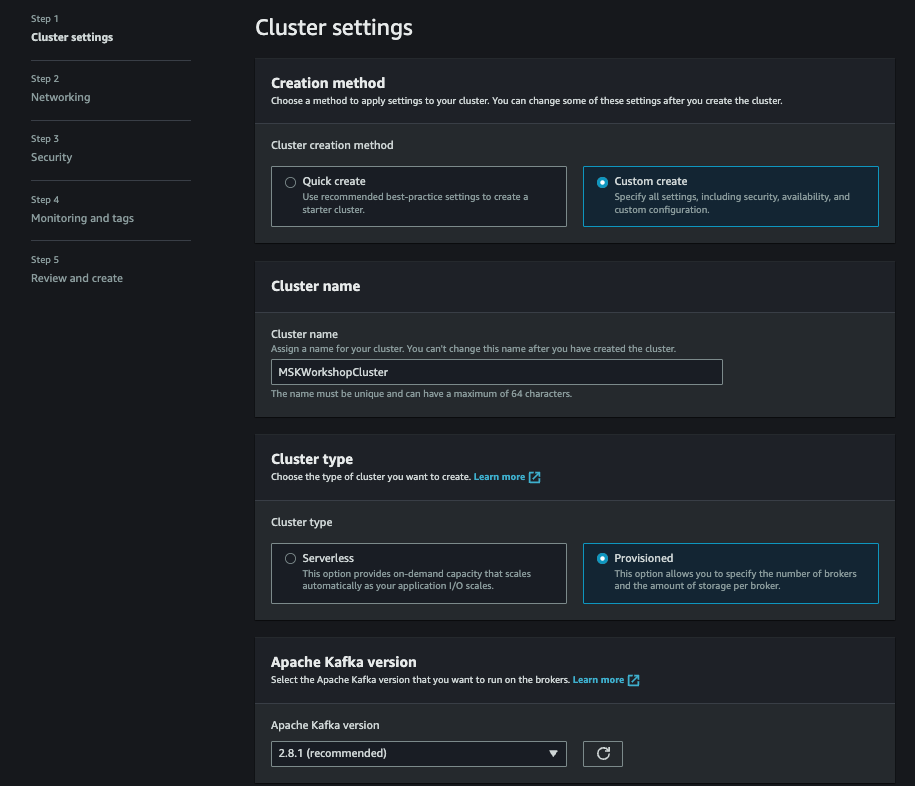 Step 1
Cluster settings
Step 2
Networking
Step 3
Security
Step 4
Monitoring and tags
Step 5
Review and create
Cluster settings
Creation method
Choose a method to apply settings to your cluster. You can change some of these settings after you create the cluster.
Cluster creation method
Quick create
Use recommended best-practice settings to create a
starter cluster.
Custom create
Specify all settings, including security, availability, and
custom configuration.
Cluster name
Cluster name
Assign a name for your cluster. You can't change this name after you have created the cluster.
MSKWorkshopCluster
The name must be unique and can have a maximum of 64 characters.
Cluster type
Choose the type of cluster you want to create. Learn more
Cluster type
Serverless
This option provides on-demand capacity that scales
automatically as your application I/O scales.
Provisioned
This option allows you to specify the number of brokers
and the amount of storage per broker.
Apache Kafka version
Select the Apache Kafka version that you want to run on the brokers. Learn more
Apache Kafka version
2.8.1 (recommended)